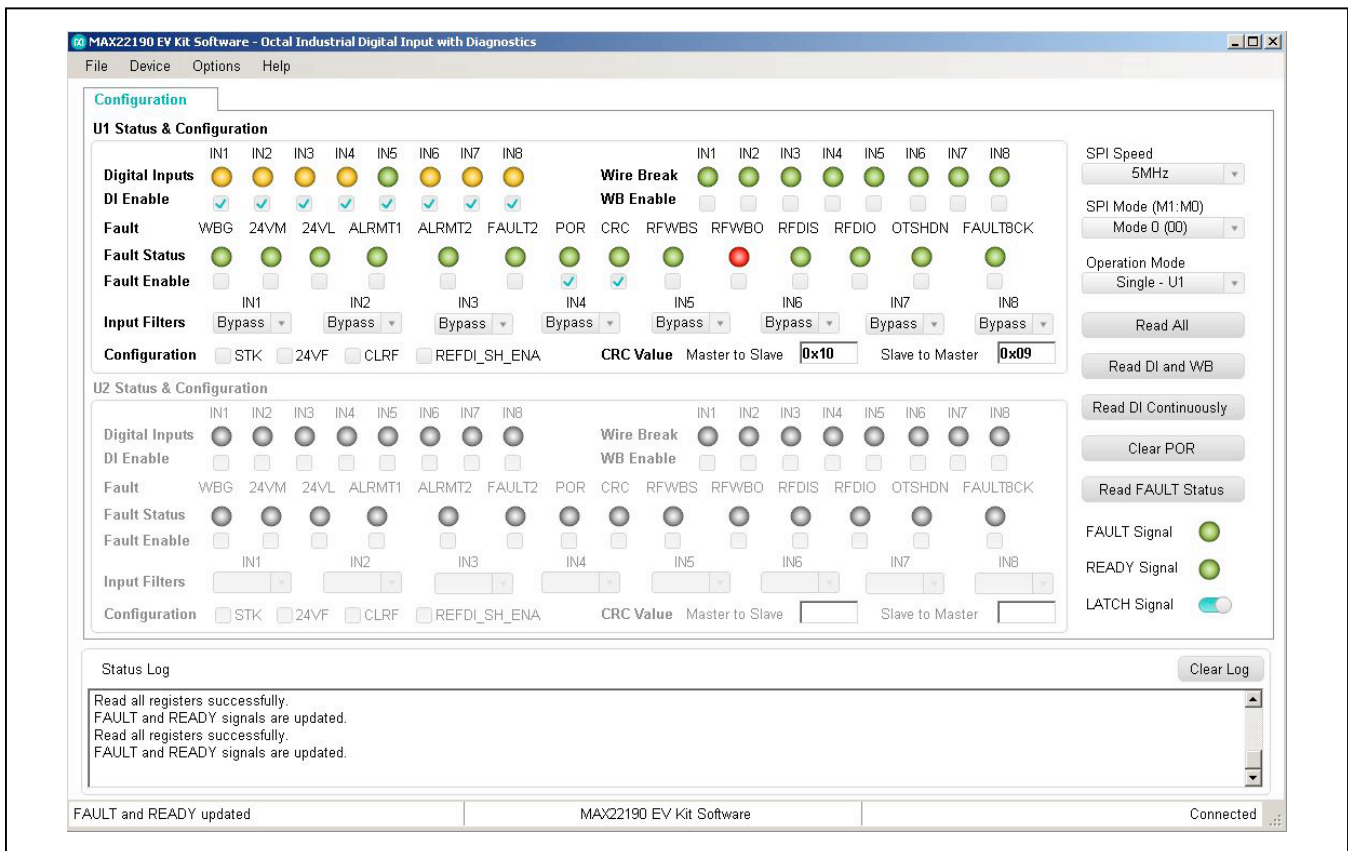 MAX22190 EV Kit Software - Octal Industrial Digital Input with Diagnostics
File Device Options Help
Configuration
U1 Status & Configuration
IN1 IN2 IN3 IN4 IN5 IN6 IN7 IN8 IN1 IN2 IN3 IN4 IN5 IN6 IN7 IN8
Digital Inputs Wire Break
DI Enable WB Enable
Fault WBG 24VM 24VL ALRMT1 ALRMT2 FAULT2 POR CRC RFWBS RFWBO RFDIS RFDIO OTSHDN FAULT8CK
Fault Status
Fault Enable
IN1 IN2 IN3 IN4 IN5 IN6 IN7 IN8
Input Filters Bypass Bypass Bypass Bypass Bypass Bypass Bypass Bypass
Configuration STK 24VF CLRF REFDI_SH_ENA CRC Value Master to Slave 0x10 Slave to Master 0x09
U2 Status & Configuration
IN1 IN2 IN3 IN4 IN5 IN6 IN7 IN8 IN1 IN2 IN3 IN4 IN5 IN6 IN7 IN8
Digital Inputs Wire Break
DI Enable WB Enable
Fault WBG 24VM 24VL ALRMT1 ALRMT2 FAULT2 POR CRC RFWBS RFWBO RFDIS RFDIO OTSHDN FAULT8CK
Fault Status
Fault Enable
IN1 IN2 IN3 IN4 IN5 IN6 IN7 IN8
Input Filters
Configuration STK 24VF CLRF REFDI_SH_ENA CRC Value Master to Slave Slave to Master
SPI Speed
5MHz
SPI Mode (M1:M0)
Mode 0 (00)
Operation Mode
Single - U1
Read All
Read DI and WB
Read DI Continuously
Clear POR
Read FAULT Status
FAULT Signal
READY Signal
LATCH Signal
Status Log
Clear Log
Read all registers successfully.
FAULT and READY signals are updated.
Read all registers successfully.
FAULT and READY signals are updated.
FAULT and READY updated MAX22190 EV Kit Software Connected